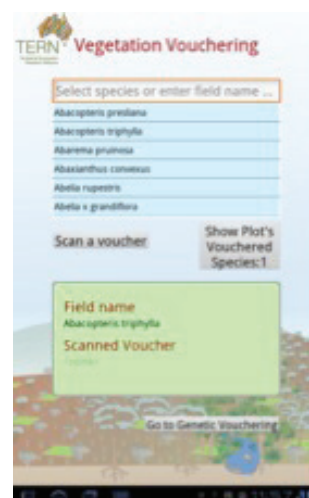 TERN
Vegetation Vouchering
Select species or enter field name ...
Abacopteris presliana
Abacopteris triphylla
Abarema pruinosa
Abaxianthus convexus
Abelia rupestris
Abelia x grandiflora
Scan a voucher
Show Plot's
Vouchered
Species:1
Field name
Abacopteris triphylla
Scanned Voucher
Go to Genetic Vouchering